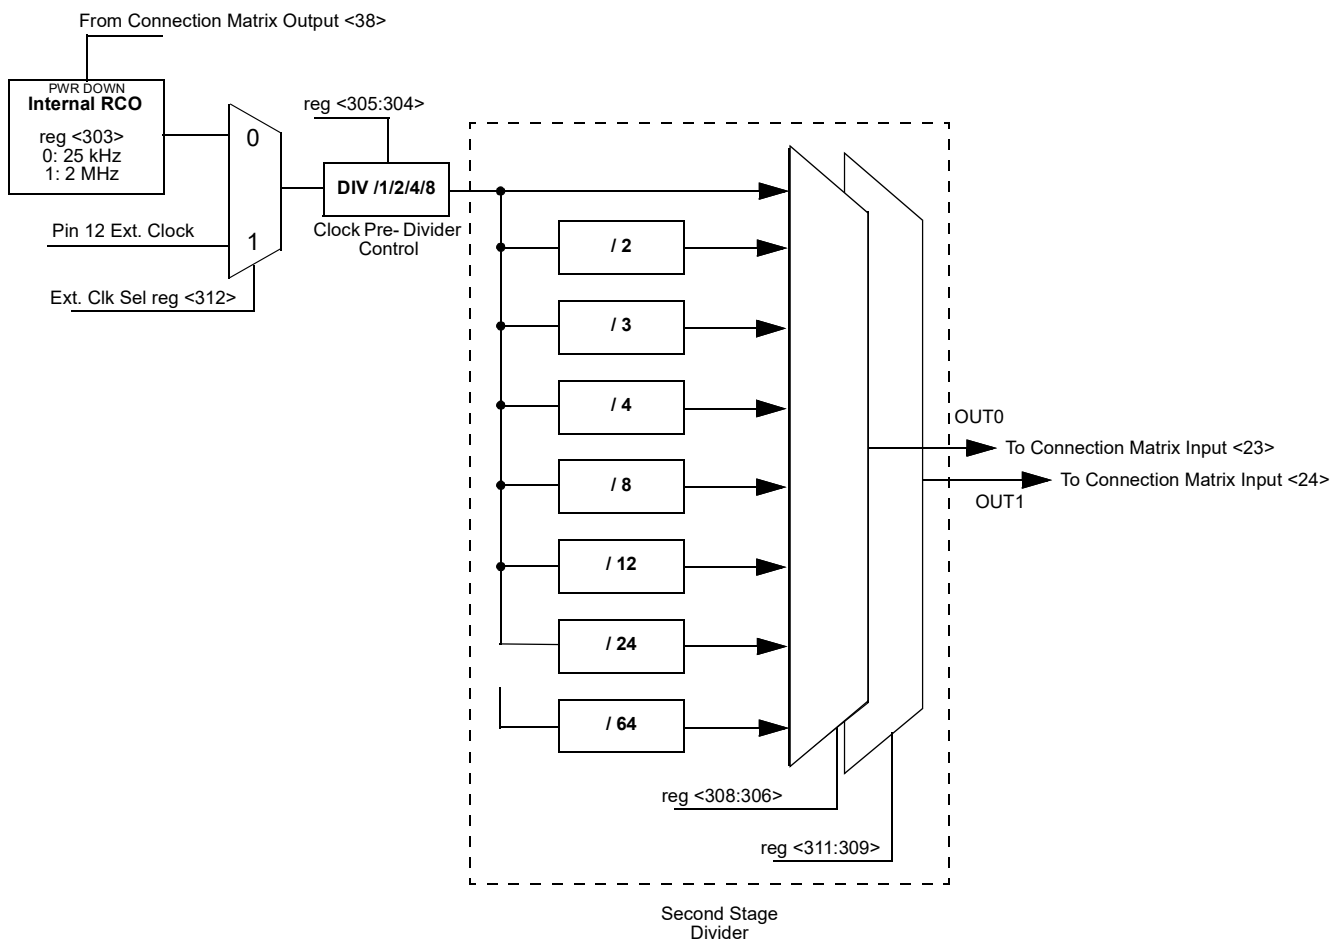 From Connection Matrix Output <38>
PWR DOWN
Internal RCO
reg <303>
0: 25 kHz
1: 2 MHz
0
1
Pin 12 Ext. Clock
Ext. Clk Sel reg <312>
reg <305:304>
DIV /1/2/4/8
Clock Pre- Divider
Control
/ 2
/ 3
/ 4
/ 8
/ 12
/ 24
/ 64
OUT0
To Connection Matrix Input <23>
To Connection Matrix Input <24>
OUT1
reg <308:306>
reg <311:309>
Second Stage
Divider